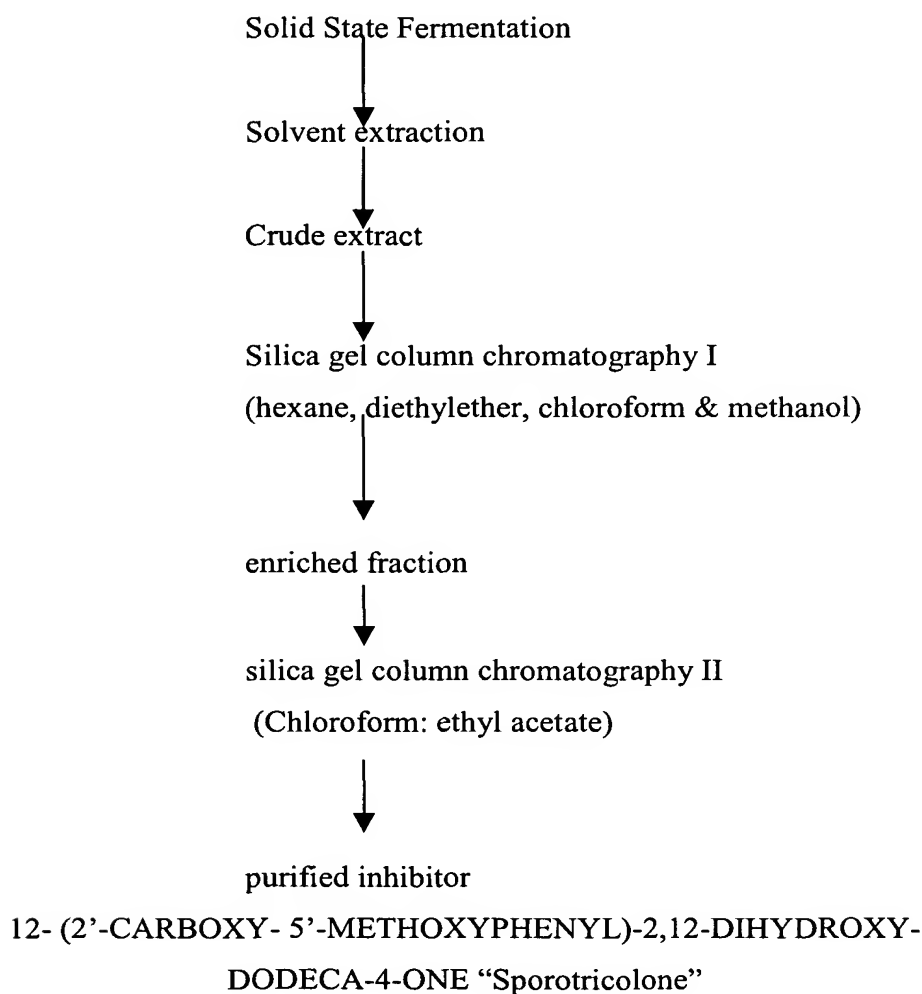 Solid State Fermentation
Solvent extraction
Crude extract
Silica gel column chromatography I
(hexane, diethylether, chloroform & methanol)
enriched fraction
silica gel column chromatography II
(Chloroform: ethyl acetate)
purified inhibitor
12- (2'-CARBOXY- 5'-METHOXYPHENYL)-2,12-DIHYDROXY-
DODECA-4-ONE “Sporotricolone”